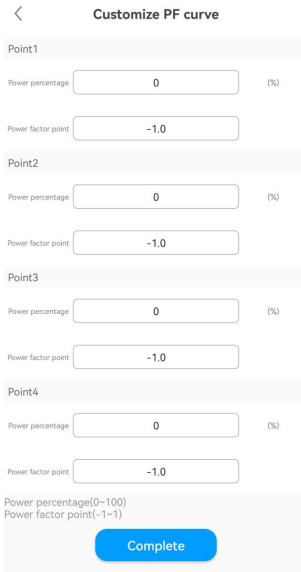 Customize PF curve
Point1
Power percentage 0 (%)
Power factor point -1.0
Point2
Power percentage 0 (%)
Power factor point -1.0
Point3
Power percentage 0 (%)
Power factor point -1.0
Point4
Power percentage 0 (%)
Power factor point -1.0
Power percentage(0~100)
Power factor point(-1~1)
Complete